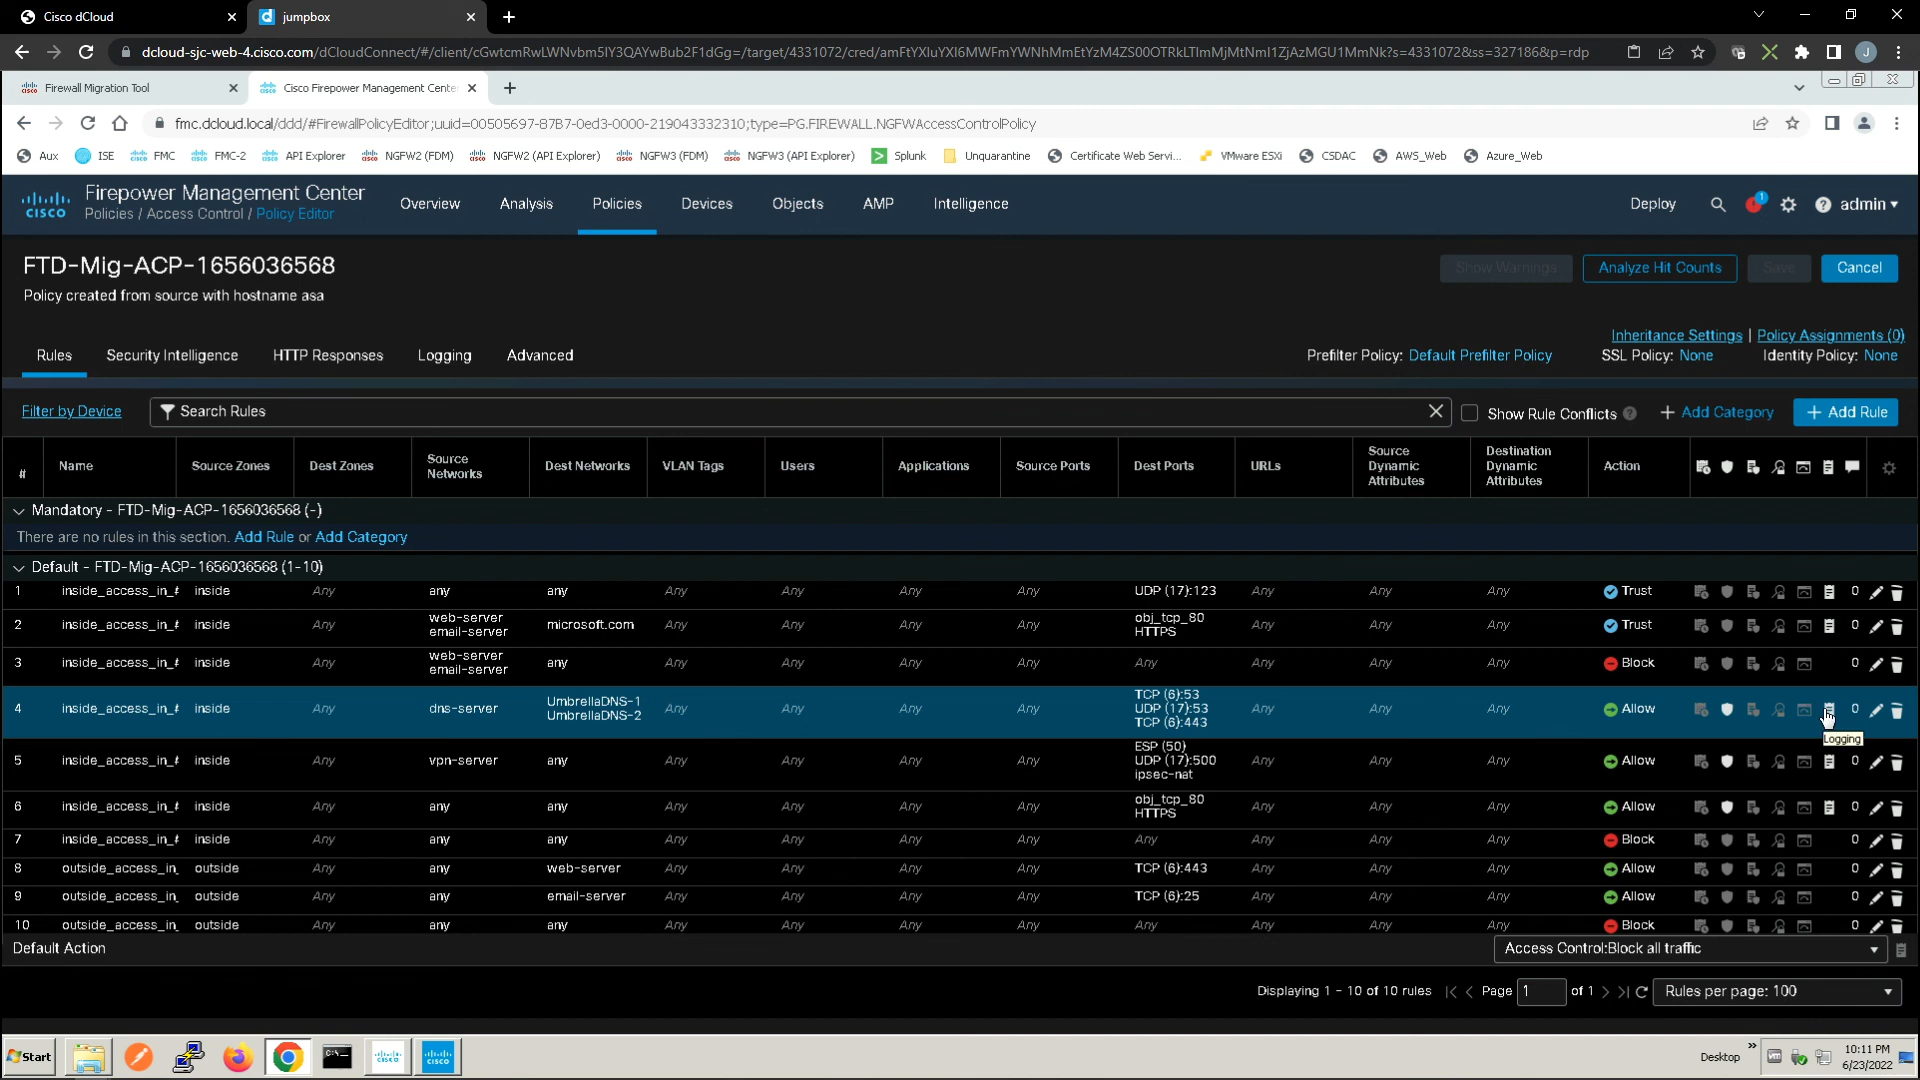 Cisco dCloud
jumpbox
dcloud-sjc-web-4.cisco.com/dCloudConnect/#/client/
Firewall Migration Tool
Cisco Firepower Management Center
fmc.dcloud.local/ddd/#FirewallPolicyEditor;uuid=00505697-87B7-0ed3-0000-219043332310;type=PG.FIREWALL.NGFWAccessControlPolicy
Aux ISE FMC FMC-2 API Explorer NGFW2 (FDM) NGFW2 (API Explorer) NGFW3 (FDM) NGFW3 (API Explorer) Splunk Unquarantine Certificate Web Servi... VMware ESXi CSDAC AWS_Web Azure_Web
CISCO
Firepower Management Center
Policies / Access Control / Policy Editor
Overview Analysis Policies Devices Objects AMP Intelligence
Deploy 1 admin
FTD-Mig-ACP-1656036568
Policy created from source with hostname asa
Show Warnings Analyze Hit Counts Save Cancel
Inheritance Settings | Policy Assignments (0)
Rules Security Intelligence HTTP Responses Logging Advanced
Prefilter Policy: Default Prefilter Policy SSL Policy: None Identity Policy: None
Filter by Device Search Rules Show Rule Conflicts + Add Category + Add Rule
# Name Source Zones Dest Zones Source Networks Dest Networks VLAN Tags Users Applications Source Ports Dest Ports URLs Source Dynamic Attributes Destination Dynamic Attributes Action
Mandatory - FTD-Mig-ACP-1656036568 (-)
There are no rules in this section. Add Rule or Add Category
Default - FTD-Mig-ACP-1656036568 (1-10)
1 inside_access_in_# inside Any any any Any Any Any Any UDP (17):123 Any Any Any Trust 0
2 inside_access_in_# inside Any web-server email-server microsoft.com Any Any Any Any obj_tcp_80 HTTPS Any Any Any Trust 0
3 inside_access_in_# inside Any web-server email-server any Any Any Any Any Any Any Any Any Block 0
4 inside_access_in_# inside Any dns-server UmbrellaDNS-1 UmbrellaDNS-2 Any Any Any Any TCP (6):53 UDP (17):53 TCP (6):443 Any Any Any Allow 0
Logging
5 inside_access_in_# inside Any vpn-server any Any Any Any Any ESP (50) UDP (17):500 ipsec-nat Any Any Any Allow 0
6 inside_access_in_# inside Any any any Any Any Any Any obj_tcp_80 HTTPS Any Any Any Allow 0
7 inside_access_in_# inside Any any any Any Any Any Any Any Any Any Any Block 0
8 outside_access_in_ outside Any any web-server Any Any Any Any TCP (6):443 Any Any Any Allow 0
9 outside_access_in_ outside Any any email-server Any Any Any Any TCP (6):25 Any Any Any Allow 0
10 outside_access_in_ outside Any any any Any Any Any Any Any Any Any Any Block 0
Default Action Access Control:Block all traffic
Displaying 1 - 10 of 10 rules Page 1 of 1 Rules per page: 100
Start Desktop 10:11 PM
6/23/2022